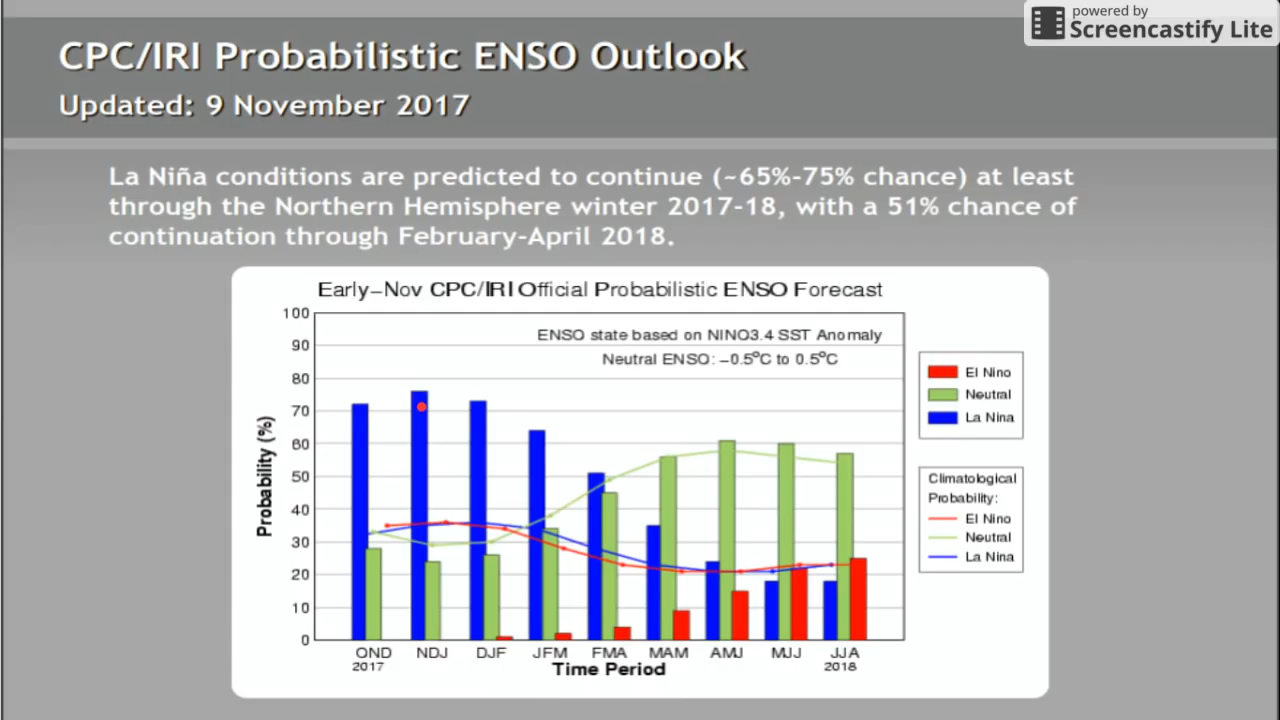 powered by
Screencastify Lite
CPC/IRI Probabilistic ENSO Outlook
Updated: 9 November 2017
La Niña conditions are predicted to continue (~65%-75% chance) at least
through the Northern Hemisphere winter 2017-18, with a 51% chance of
continuation through February-April 2018.
Early-Nov CPC/IRI Official Probabilistic ENSO Forecast
ENSO state based on NINO3.4 SST Anomaly
Neutral ENSO: -0.5°C to 0.5°C
Probability (%)
100
90
80
70
60
50
40
30
20
10
0
OND NDJ DJF JFM FMA MAM AMJ MJJ JJA
2017 2018
Time Period
El Nino
Neutral
La Nina
Climatological
Probability:
El Nino
Neutral
La Nina